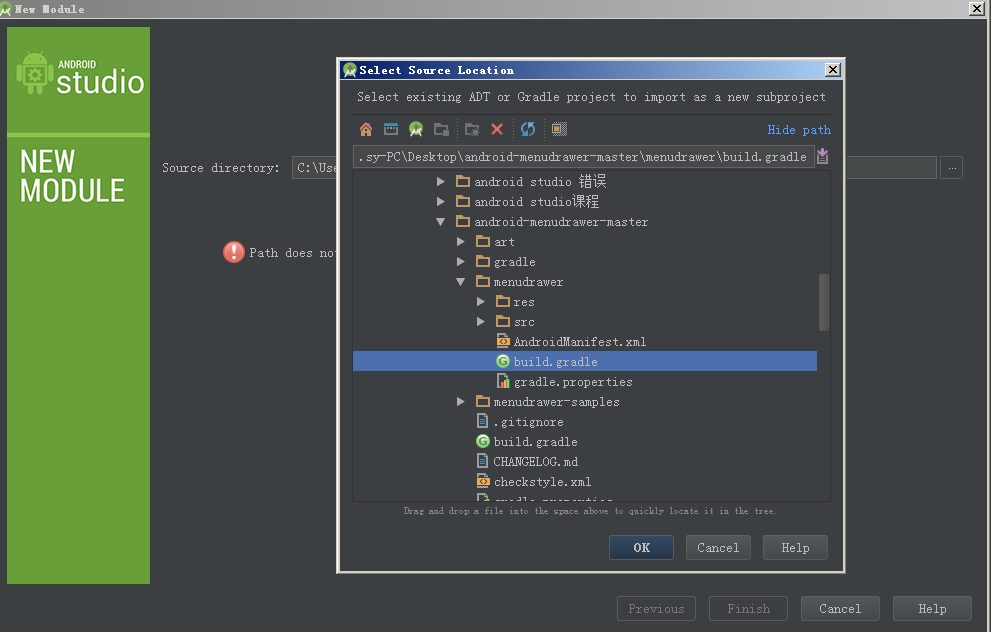 New Module
ANDROID
studio
NEW
MODULE
Source directory:
C:\Use
...
Path does no
Select Source Location
Select existing ADT or Gradle project to import as a new subproject
Hide path
.sy-PC\Desktop\android-menudrawer-master\menudrawer\build.gradle
android studio 错误
android studio课程
android-menudrawer-master
art
gradle
menudrawer
res
src
AndroidManifest.xml
build.gradle
gradle.properties
menudrawer-samples
.gitignore
build.gradle
CHANGELOG.md
checkstyle.xml
gradle.properties
Drag and drop a file into the space above to quickly locate it in the tree.
OK
Cancel
Help
Previous
Finish
Cancel
Help